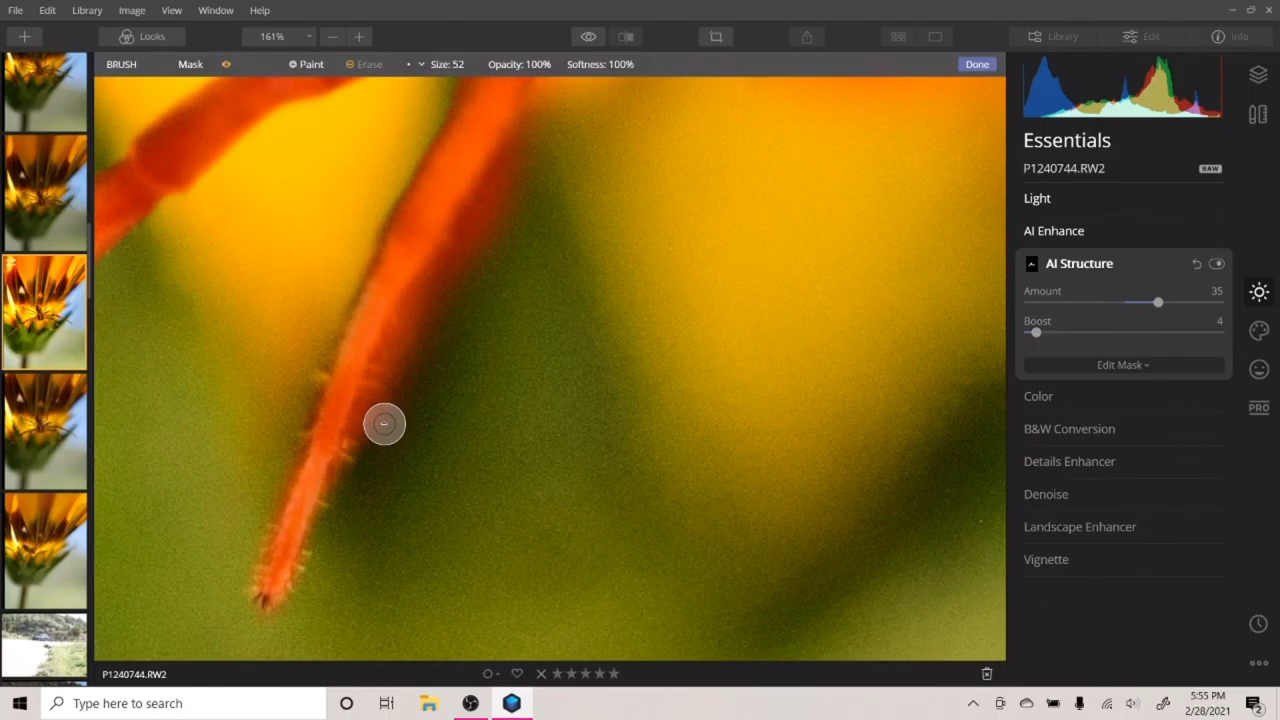 File Edit Library Image View Window Help
Looks 161% Library Edit Info
BRUSH Mask Paint Erase Size: 52 Opacity: 100% Softness: 100% Done
Essentials
P1240744.RW2 RAW
Light
AI Enhance
AI Structure
Amount 35
Boost 4
Edit Mask
Color
B&W Conversion
Details Enhancer
Denoise
Landscape Enhancer
Vignette
PRO
P1240744.RW2
Type here to search
5:55 PM
2/28/2021
2